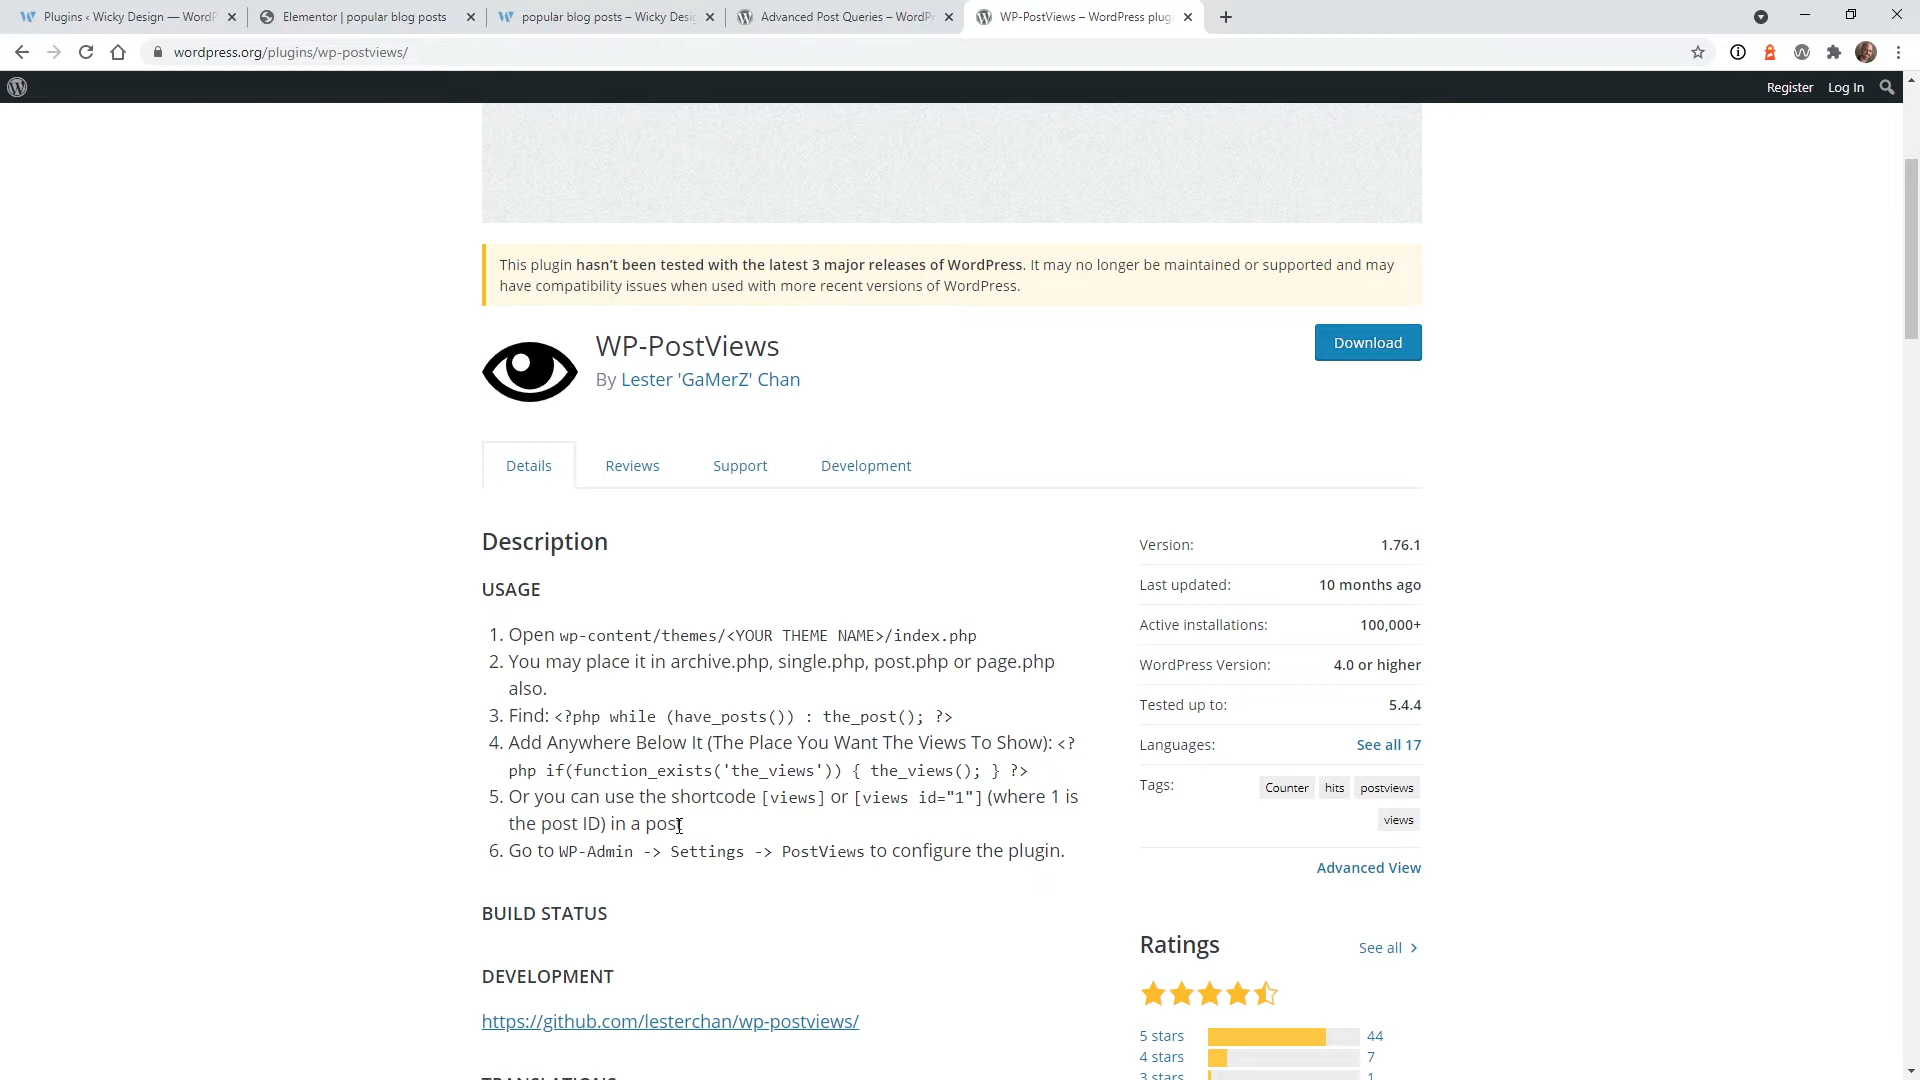 Plugins ‹ Wicky Design — WordP
Elementor | popular blog posts
popular blog posts – Wicky Desig
Advanced Post Queries – WordPr
WP-PostViews – WordPress plug
wordpress.org/plugins/wp-postviews/
Register Log In
This plugin hasn't been tested with the latest 3 major releases of WordPress. It may no longer be maintained or supported and may
have compatibility issues when used with more recent versions of WordPress.
WP-PostViews
By Lester 'GaMerZ' Chan
Download
Details Reviews Support Development
Description
USAGE
1. Open wp-content/themes/<YOUR THEME NAME>/index.php
2. You may place it in archive.php, single.php, post.php or page.php
also.
3. Find: <?php while (have_posts()) : the_post(); ?>
4. Add Anywhere Below It (The Place You Want The Views To Show): <?
php if(function_exists('the_views')) { the_views(); } ?>
5. Or you can use the shortcode [views] or [views id="1"] (where 1 is
the post ID) in a post
6. Go to WP-Admin -> Settings -> PostViews to configure the plugin.
BUILD STATUS
DEVELOPMENT
https://github.com/lesterchan/wp-postviews/
TRANSLATIONS
Version: 1.76.1
Last updated: 10 months ago
Active installations: 100,000+
WordPress Version: 4.0 or higher
Tested up to: 5.4.4
Languages: See all 17
Tags: Counter hits postviews
views
Advanced View
Ratings See all
5 stars 44
4 stars 7
3 stars 1